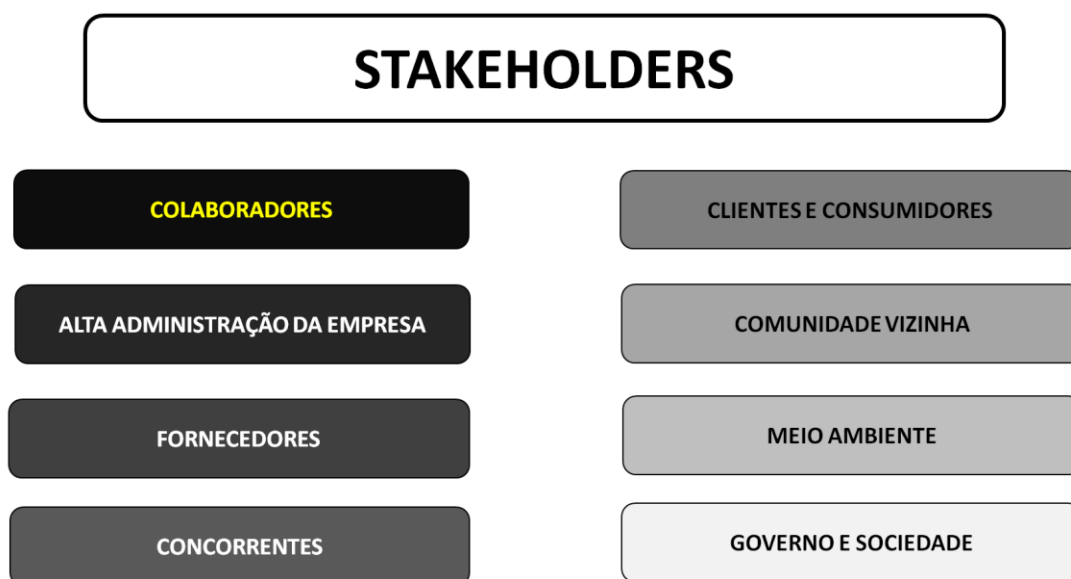 STAKEHOLDERS
COLABORADORES
ALTA ADMINISTRAÇÃO DA EMPRESA
FORNECEDORES
CONCORRENTES
CLIENTES E CONSUMIDORES
COMUNIDADE VIZINHA
MEIO AMBIENTE
GOVERNO E SOCIEDADE